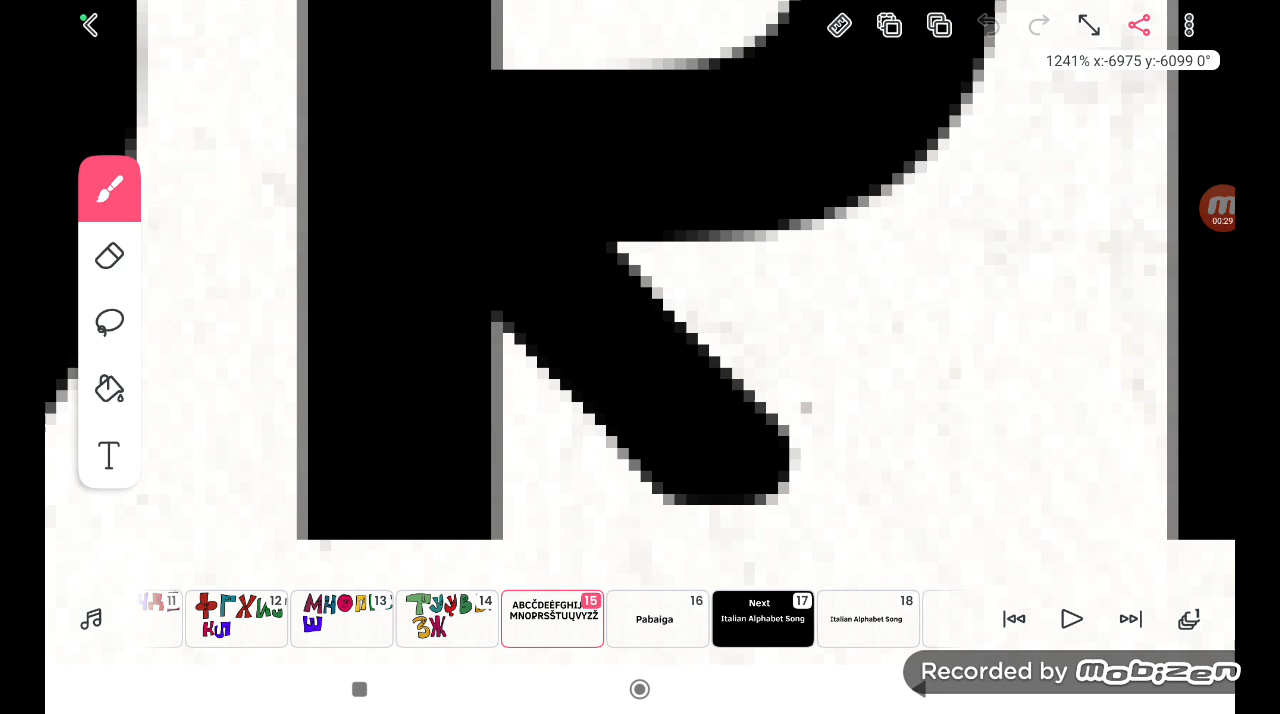 R
1241% x:-6975 y:-6099 0°
00:29
T
11
12
13
14
ABCČDEFGHIJ
MNOPRSŠTUŲVYZŽ
15
Pabaiga
16
Next
Italian Alphabet Song
17
Italian Alphabet Song
18
Recorded by mobizen